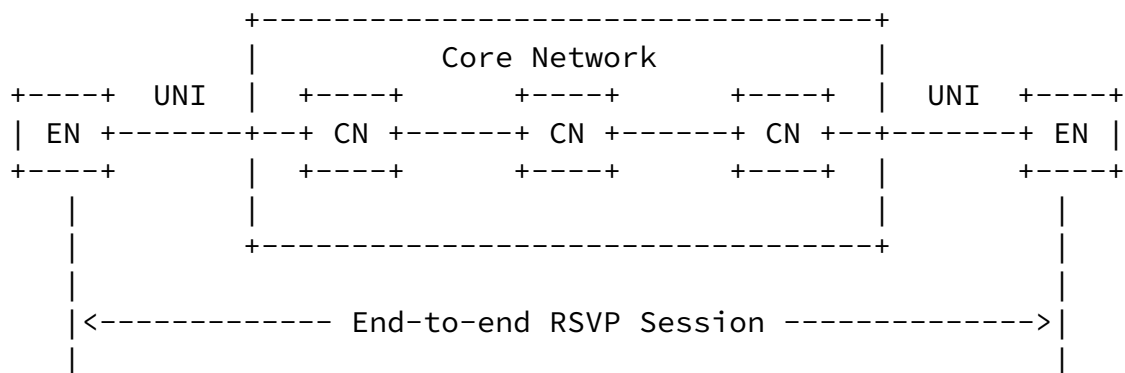 Core Network
UNI UNI
EN CN CN CN EN
End-to-end RSVP Session